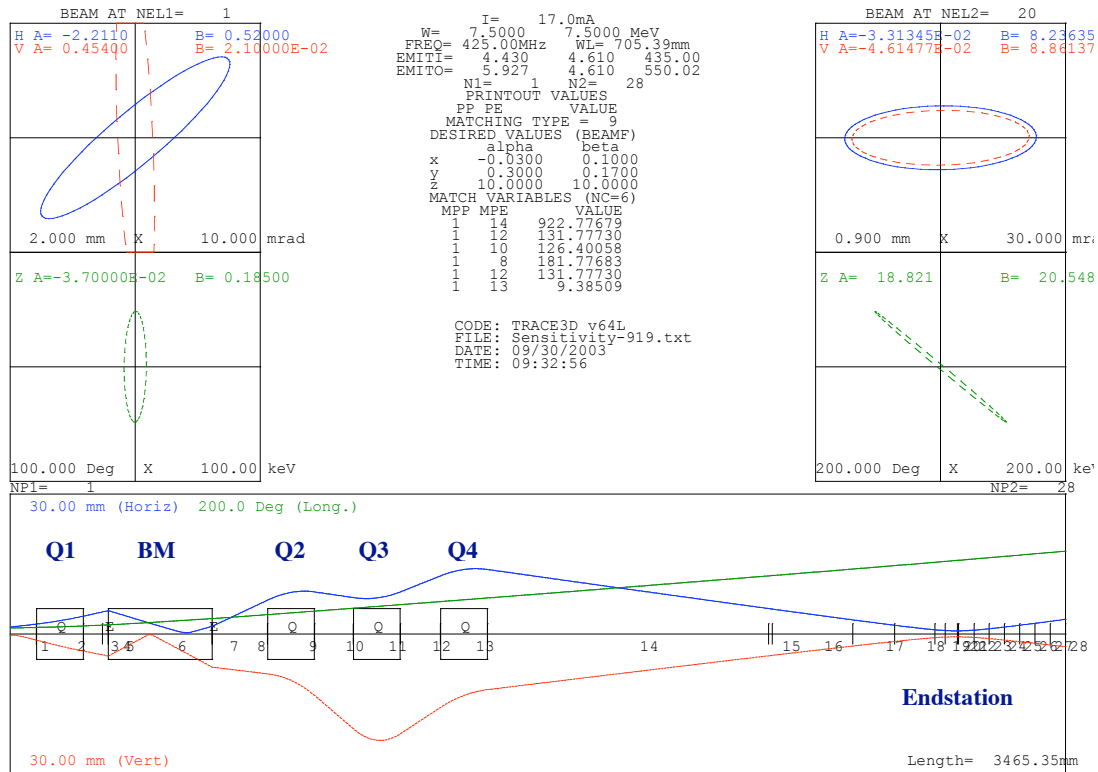 BEAM AT NEL1=    1
H A=-2.2110    B= 0.52000
V A= 0.45400    B= 2.10000E-02
2.000 mm    X    10.000 mrad
Z A=-3.70000E-02    B= 0.18500
100.000 Deg    X    100.00 keV
NP1=    1
I=    17.0mA
W=    7.5000    7.5000 MeV
FREQ= 425.00MHz    WL= 705.39mm
EMITI=    4.430    4.610    435.00
EMITO=    5.927    4.610    550.02
N1=    1    N2=    28
PRINTOUT VALUES
PP PE    VALUE
MATCHING TYPE =    9
DESIRED VALUES (BEAMF)
alpha    beta
x    -0.0300    0.1000
y    0.3000    0.1700
z    10.0000    10.0000
MATCH VARIABLES (NC=6)
MPP MPE    VALUE
1    14    922.77679
1    12    131.77730
1    10    126.40058
1    8    181.77683
1    12    131.77730
1    13    9.38509
CODE: TRACE3D v64L
FILE: Sensitivity-919.txt
DATE: 09/30/2003
TIME: 09:32:56
BEAM AT NEL2=    20
H A=-3.31345E-02    B= 8.23635
V A=-4.61477E-02    B= 8.86137
0.900 mm    X    30.000 mra
Z A=    18.821    B=    20.548
200.000 Deg    X    200.00 keV
NP2=    28
30.00 mm (Horiz)    200.0 Deg (Long.)
Q1    BM    Q2    Q3    Q4
Q    E    E    Q    Q    Q
1    2    3 4    6    7    8    9    10    11    12    13    14    15    16    17    18    23    24    25    26    27    28
Endstation
30.00 mm (Vert)    Length=    3465.35mm